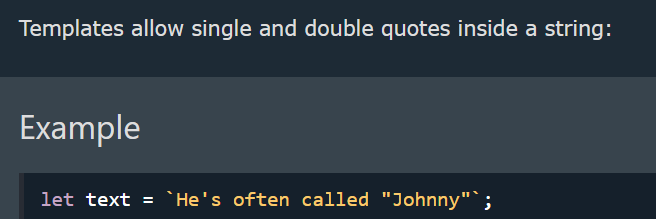 Templates allow single and double quotes inside a string:
Example
let text = `He's often called "Johnny"`;